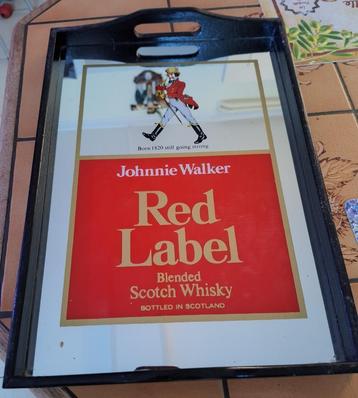 Born 1820 still going strong
Johnnie Walker
Red
Label
Blended
Scotch Whisky
BOTTLED IN SCOTLAND